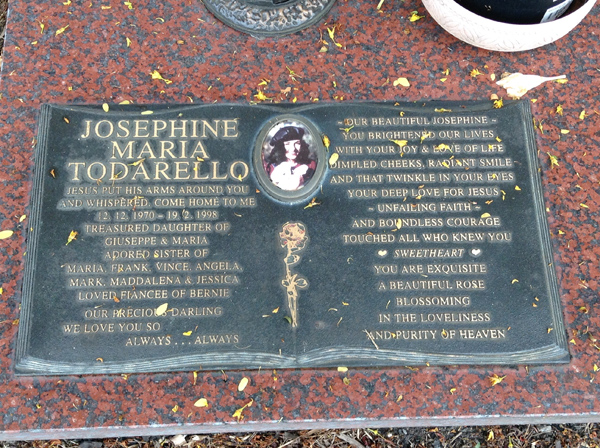 JOSEPHINE
MARIA
TODARELLO
JESUS PUT HIS ARMS AROUND YOU
AND WHISPERED, COME HOME TO ME
12. 12. 1970 – 19. 2. 1998
TREASURED DAUGHTER OF
GIUSEPPE & MARIA
ADORED SISTER OF
MARIA, FRANK, VINCE, ANGELA,
MARK, MADDALENA & JESSICA
LOVED FIANCEE OF BERNIE
OUR PRECIOUS DARLING
WE LOVE YOU SO
ALWAYS . . . ALWAYS
~ OUR BEAUTIFUL JOSEPHINE ~
YOU BRIGHTENED OUR LIVES
WITH YOUR JOY & LOVE OF LIFE
DIMPLED CHEEKS, RADIANT SMILE
AND THAT TWINKLE IN YOUR EYES
YOUR DEEP LOVE FOR JESUS
~ UNFAILING FAITH ~
AND BOUNDLESS COURAGE
TOUCHED ALL WHO KNEW YOU
❤ SWEETHEART ❤
YOU ARE EXQUISITE
A BEAUTIFUL ROSE
BLOSSOMING
IN THE LOVELINESS
AND PURITY OF HEAVEN